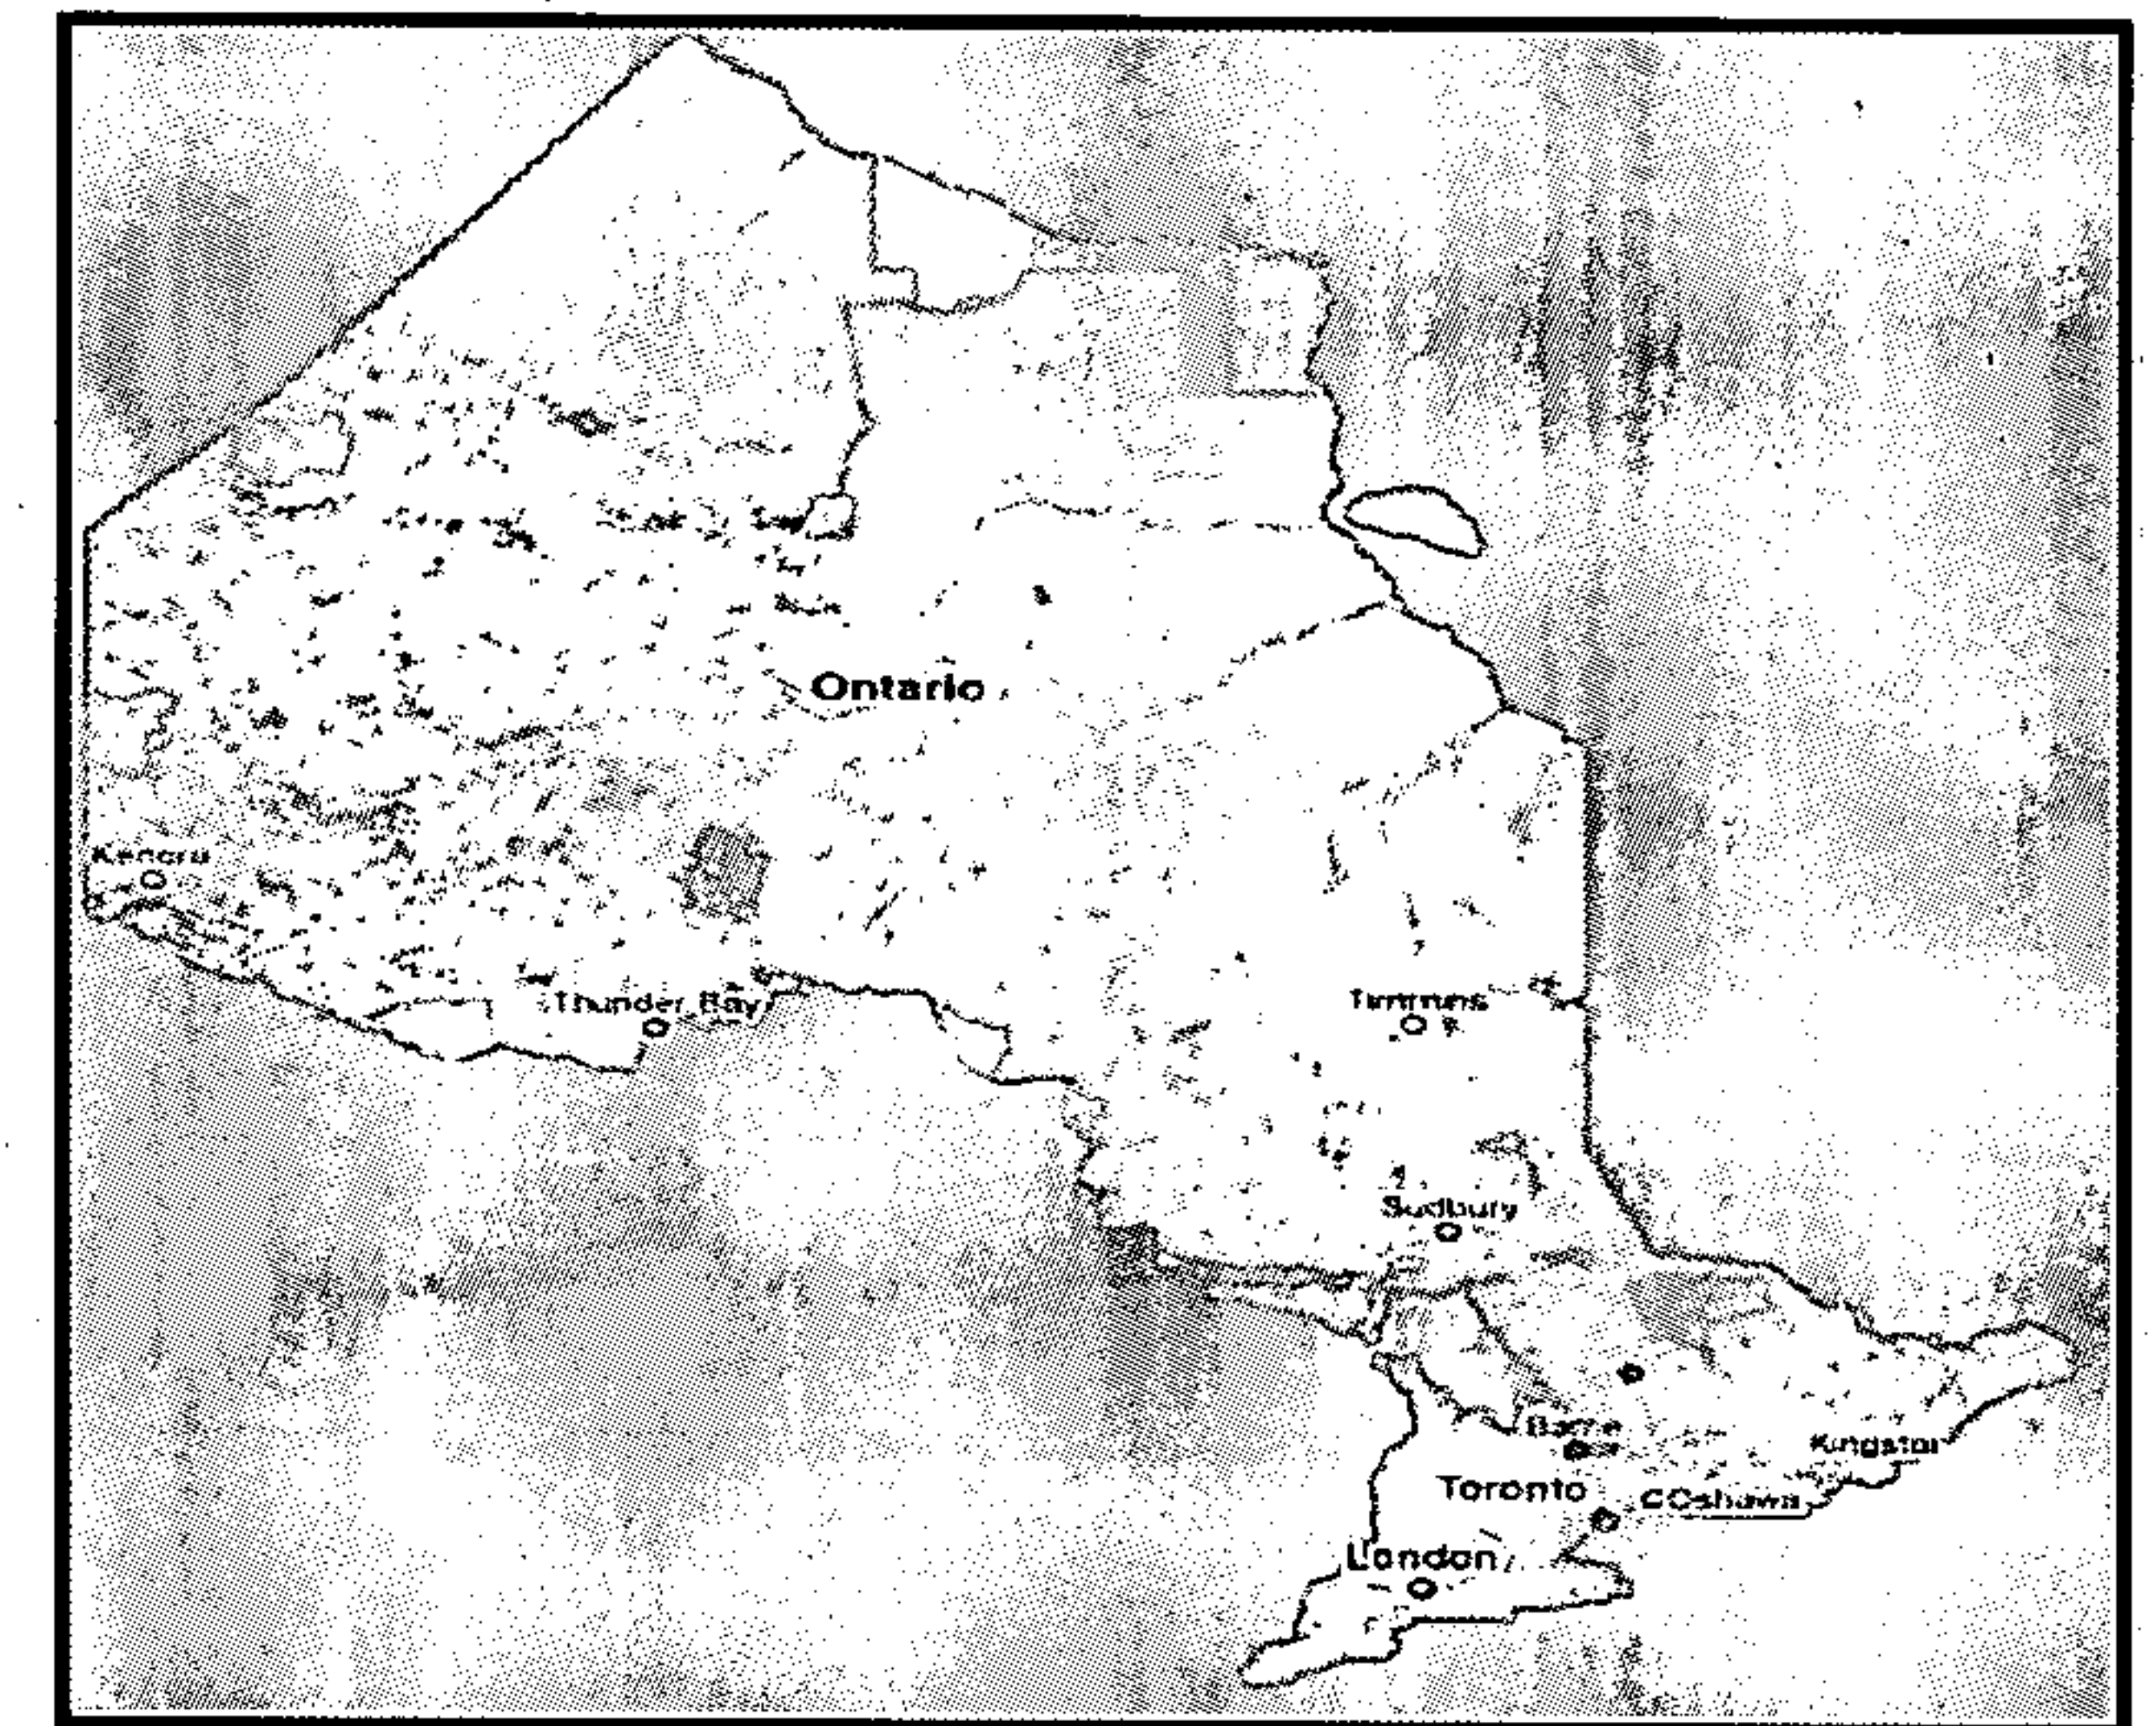 Ontario
Kenora
Thunder Bay
Timmins
Sudbury
Barrie
Kingston
Toronto
Oshawa
London